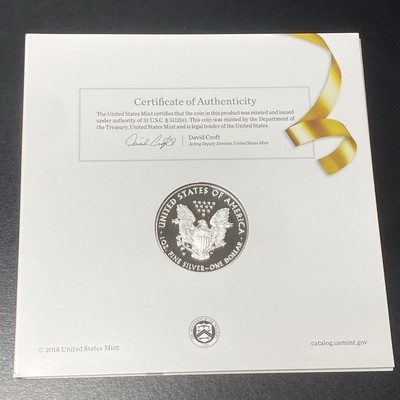 Certificate of Authenticity
The United States Mint certifies that the coin in this product was minted and issued
under authority of 31 U.S.C. § 5112(e). This coin was minted by the Department of
the Treasury, United States Mint and is legal tender of the United States.
David Croft
Acting Deputy Director, United States Mint
UNITED STATES OF AMERICA
1 OZ. FINE SILVER~ONE DOLLAR
© 2018 United States Mint
catalog.usmint.gov